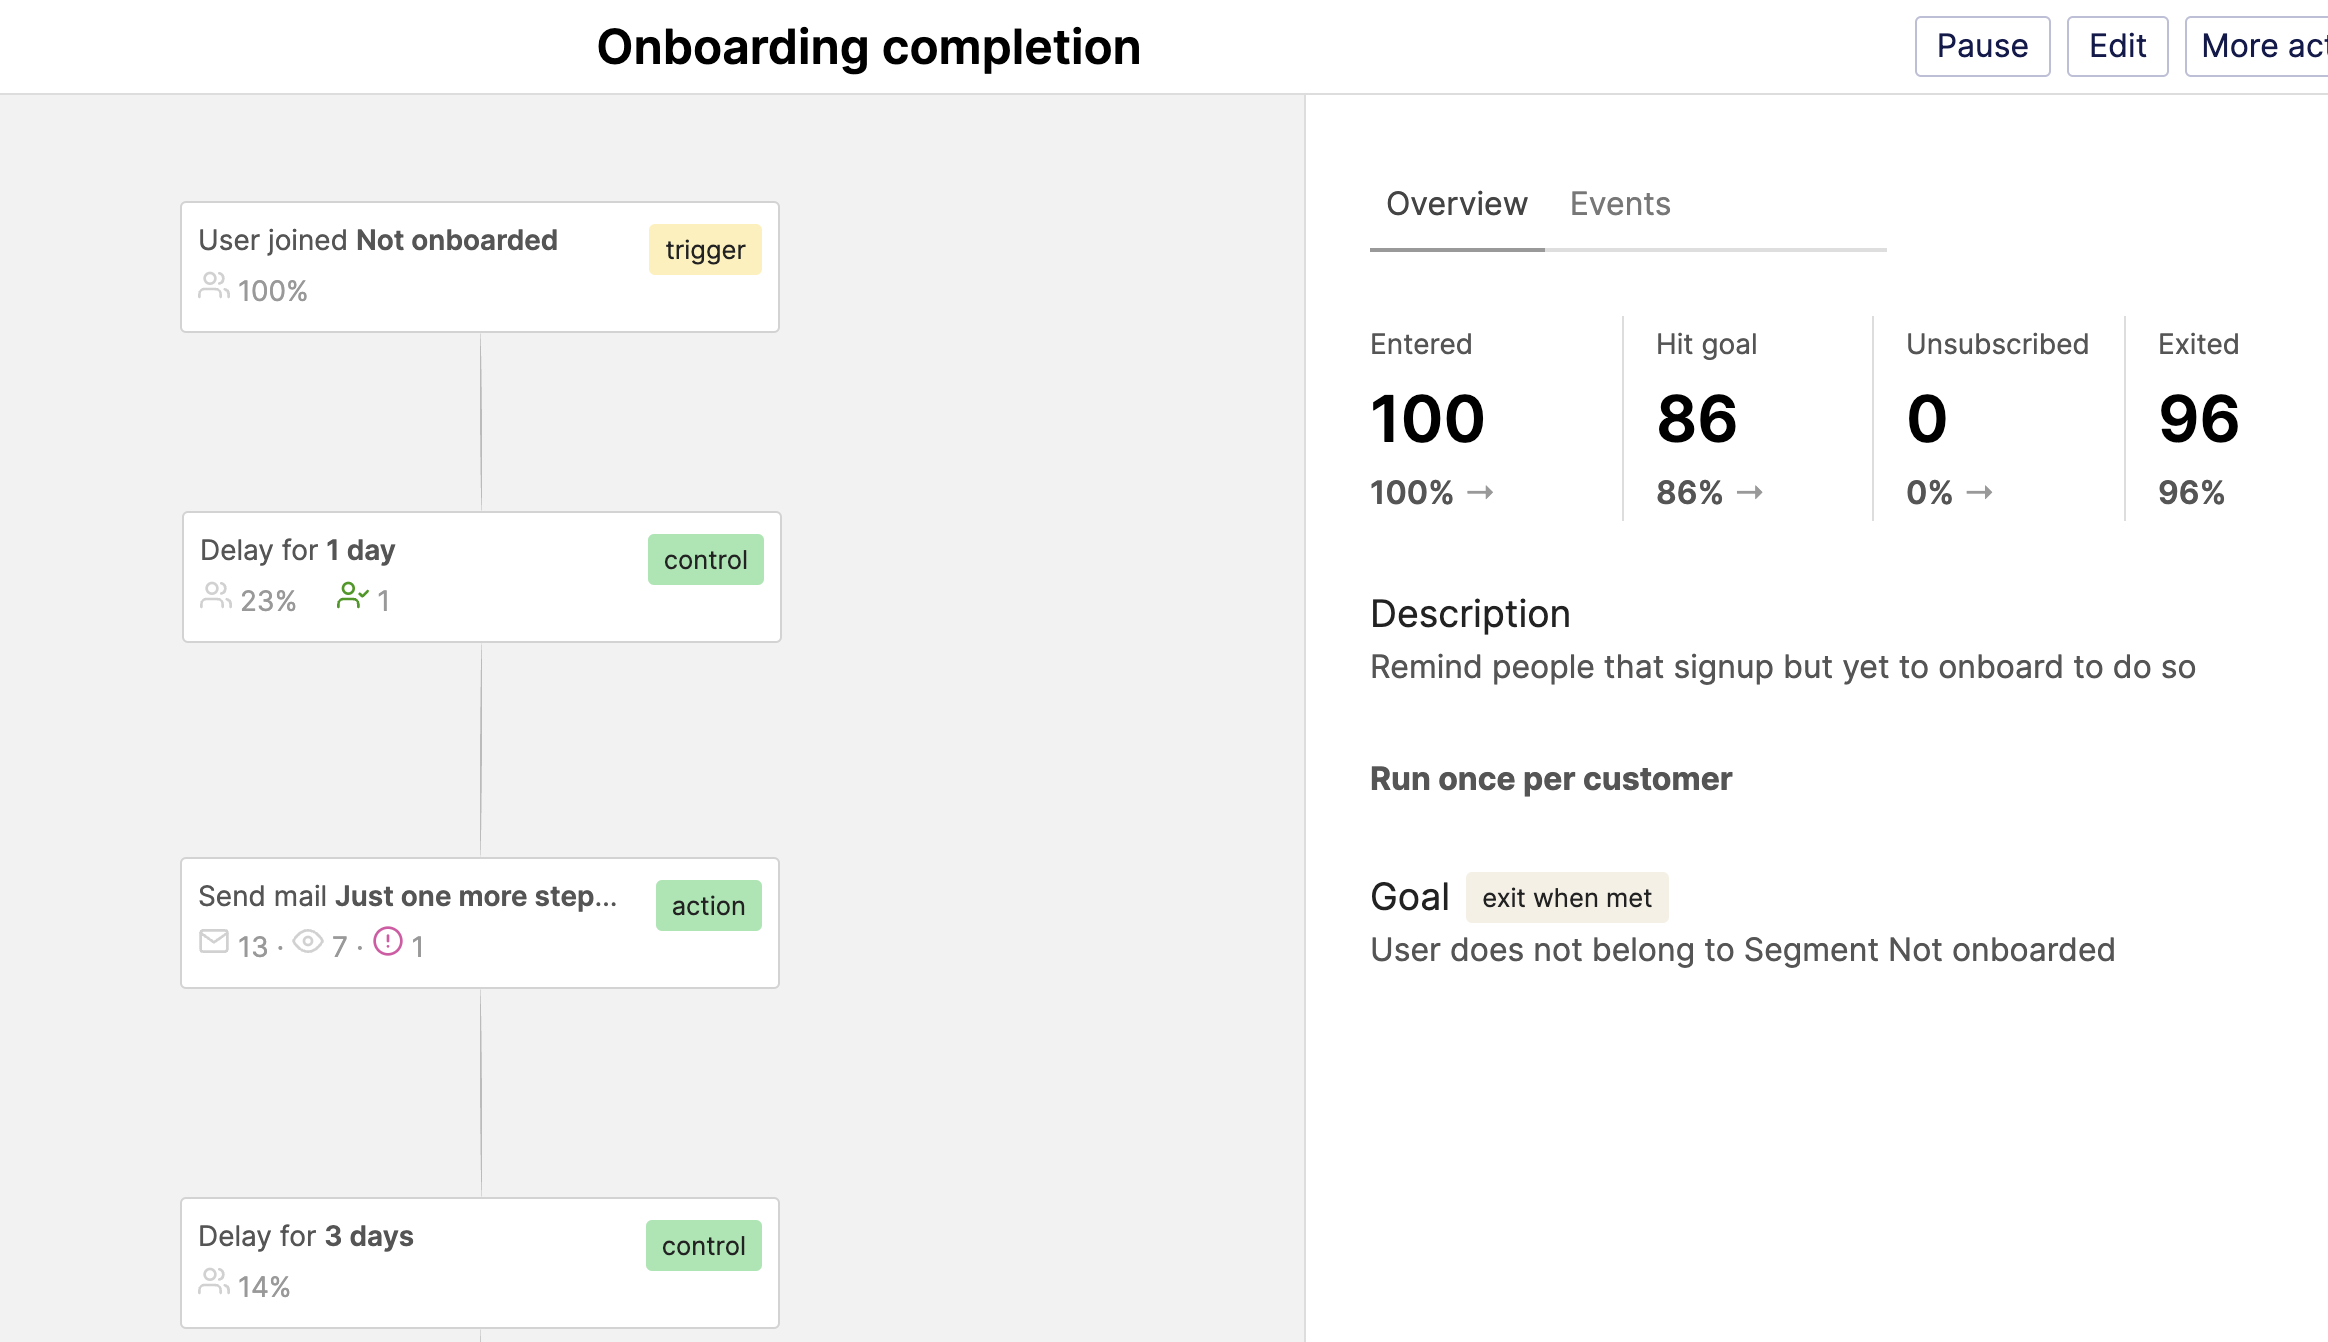 Onboarding completion
Pause
Edit
More act
User joined Not onboarded
trigger
100%
Delay for 1 day
control
23% 1
Send mail Just one more step...
action
13 · 7 · 1
Delay for 3 days
control
14%
Overview
Events
Entered
100
100% →
Hit goal
86
86% →
Unsubscribed
0
0% →
Exited
96
96%
Description
Remind people that signup but yet to onboard to do so
Run once per customer
Goal exit when met
User does not belong to Segment Not onboarded